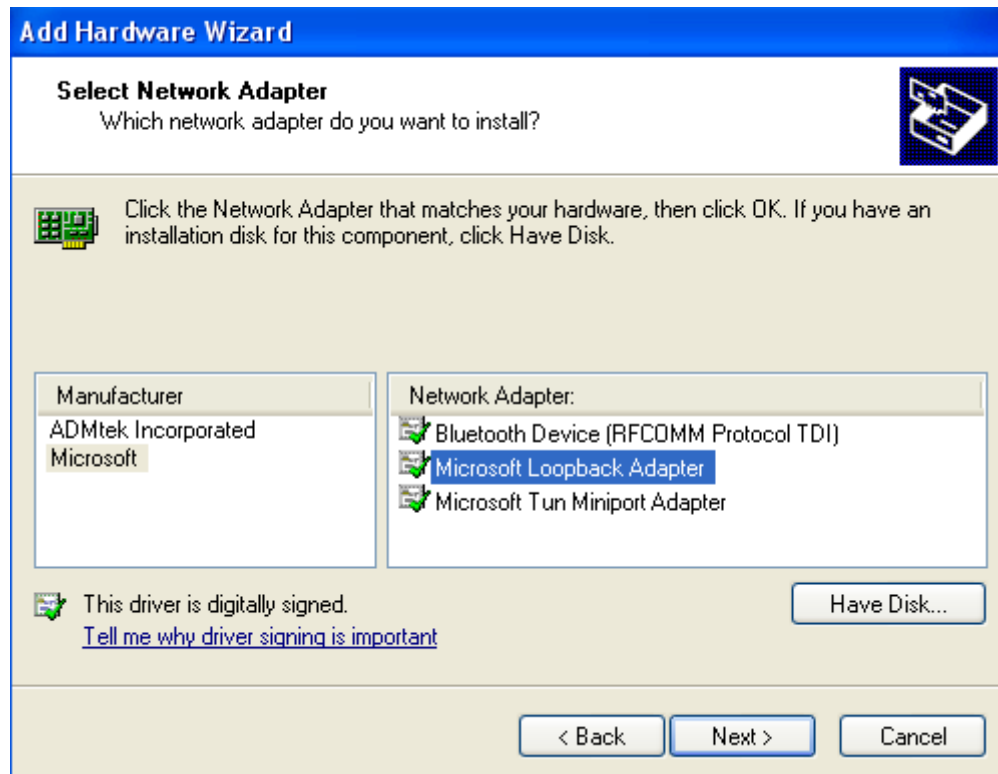 Add Hardware Wizard
Select Network Adapter
Which network adapter do you want to install?
Click the Network Adapter that matches your hardware, then click OK. If you have an
installation disk for this component, click Have Disk.
Manufacturer
ADMtek Incorporated
Microsoft
Network Adapter:
Bluetooth Device (RFCOMM Protocol TDI)
Microsoft Loopback Adapter
Microsoft Tun Miniport Adapter
This driver is digitally signed.
Tell me why driver signing is important
Have Disk...
< Back
Next >
Cancel